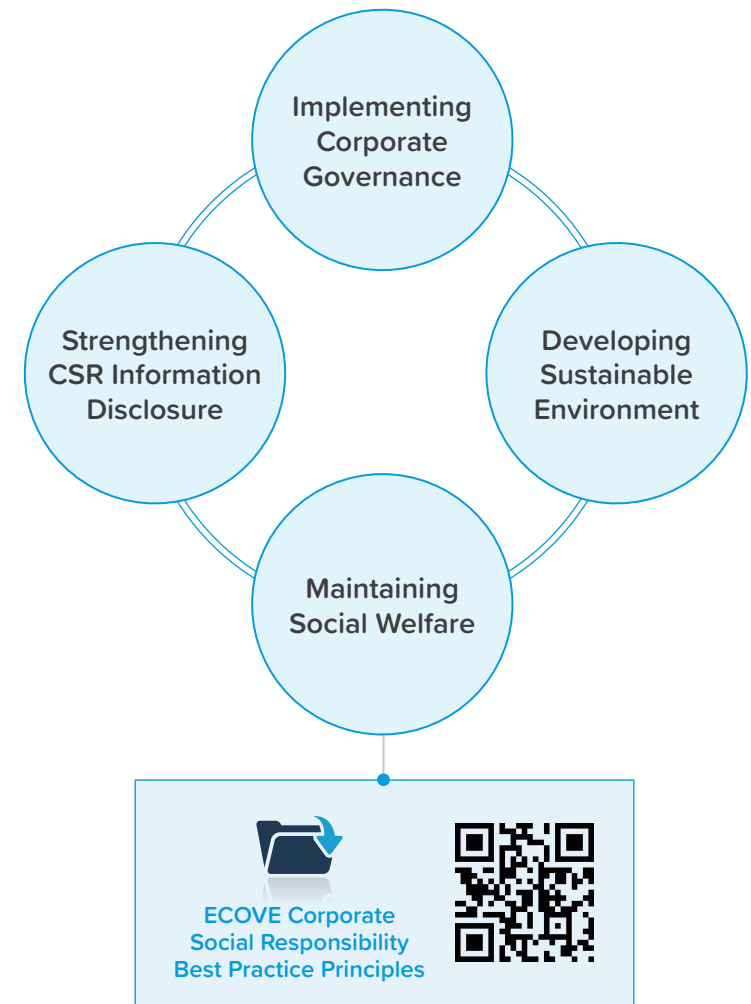 Implementing
Corporate
Governance
Strengthening
CSR Information
Disclosure
Developing
Sustainable
Environment
Maintaining
Social Welfare
ECOVE Corporate
Social Responsibility
Best Practice Principles